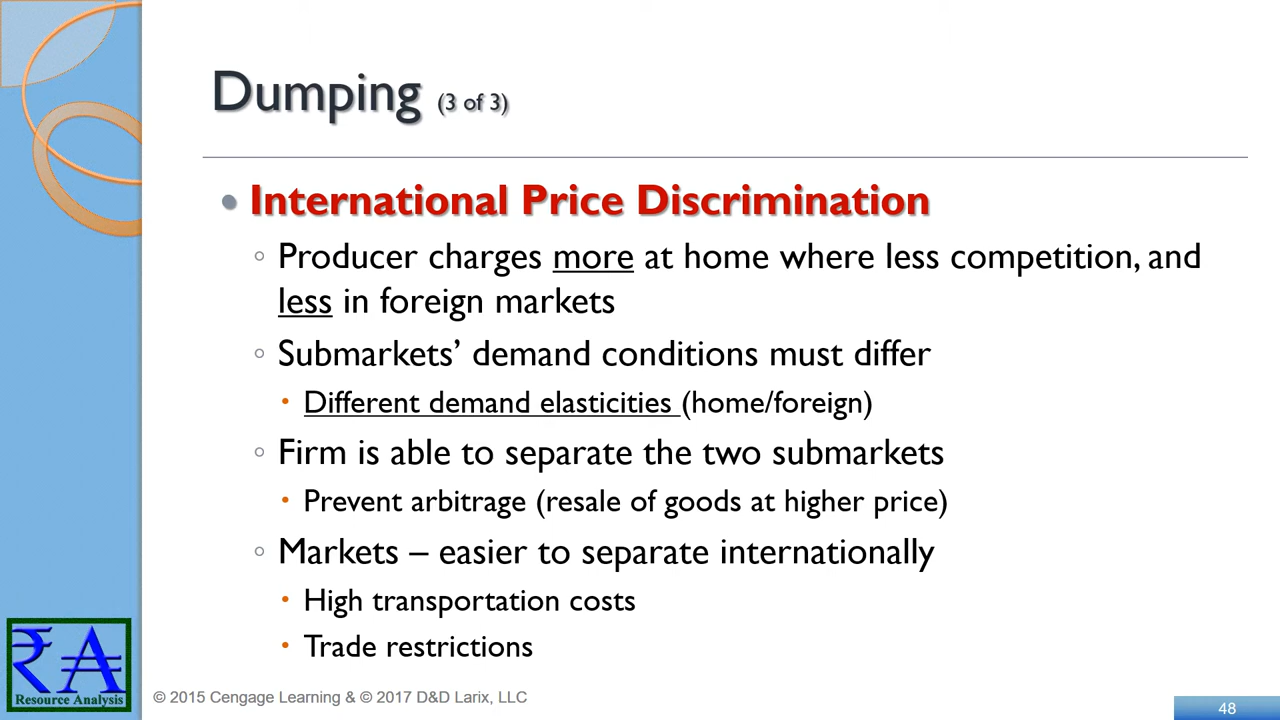 Dumping (3 of 3)
• International Price Discrimination
◦ Producer charges more at home where less competition, and
less in foreign markets
◦ Submarkets’ demand conditions must differ
• Different demand elasticities (home/foreign)
◦ Firm is able to separate the two submarkets
• Prevent arbitrage (resale of goods at higher price)
◦ Markets – easier to separate internationally
• High transportation costs
• Trade restrictions
₹ A
Resource Analysis
© 2015 Cengage Learning & © 2017 D&D Larix, LLC
48